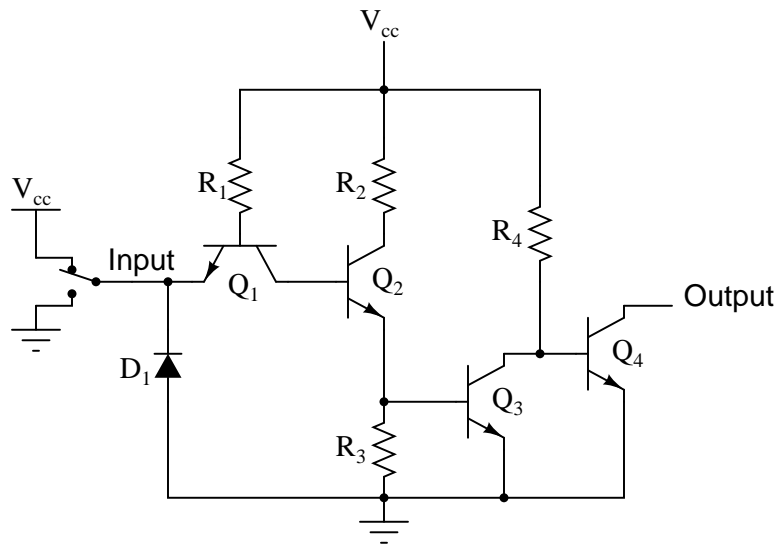 Vcc
R1
R2
Vcc
R4
Input
Q1
Q2
Output
Q4
D1
Q3
R3